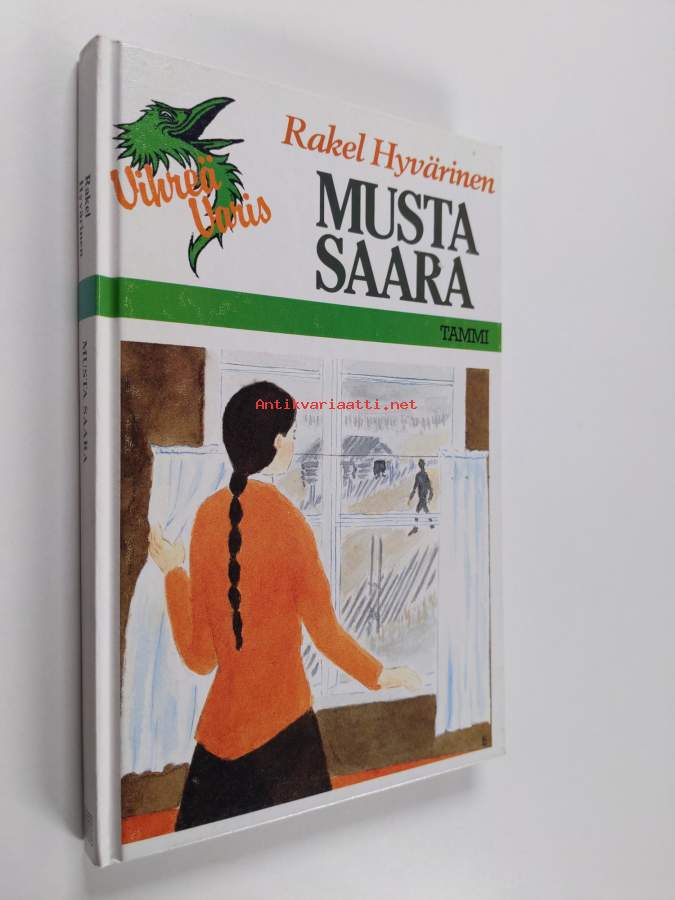 Vihreä
Varis
Rakel Hyvärinen
MUSTA
SAARA
TAMMI
Rakel
Hyvärinen
MUSTA SAARA
Antikvariaatti.net